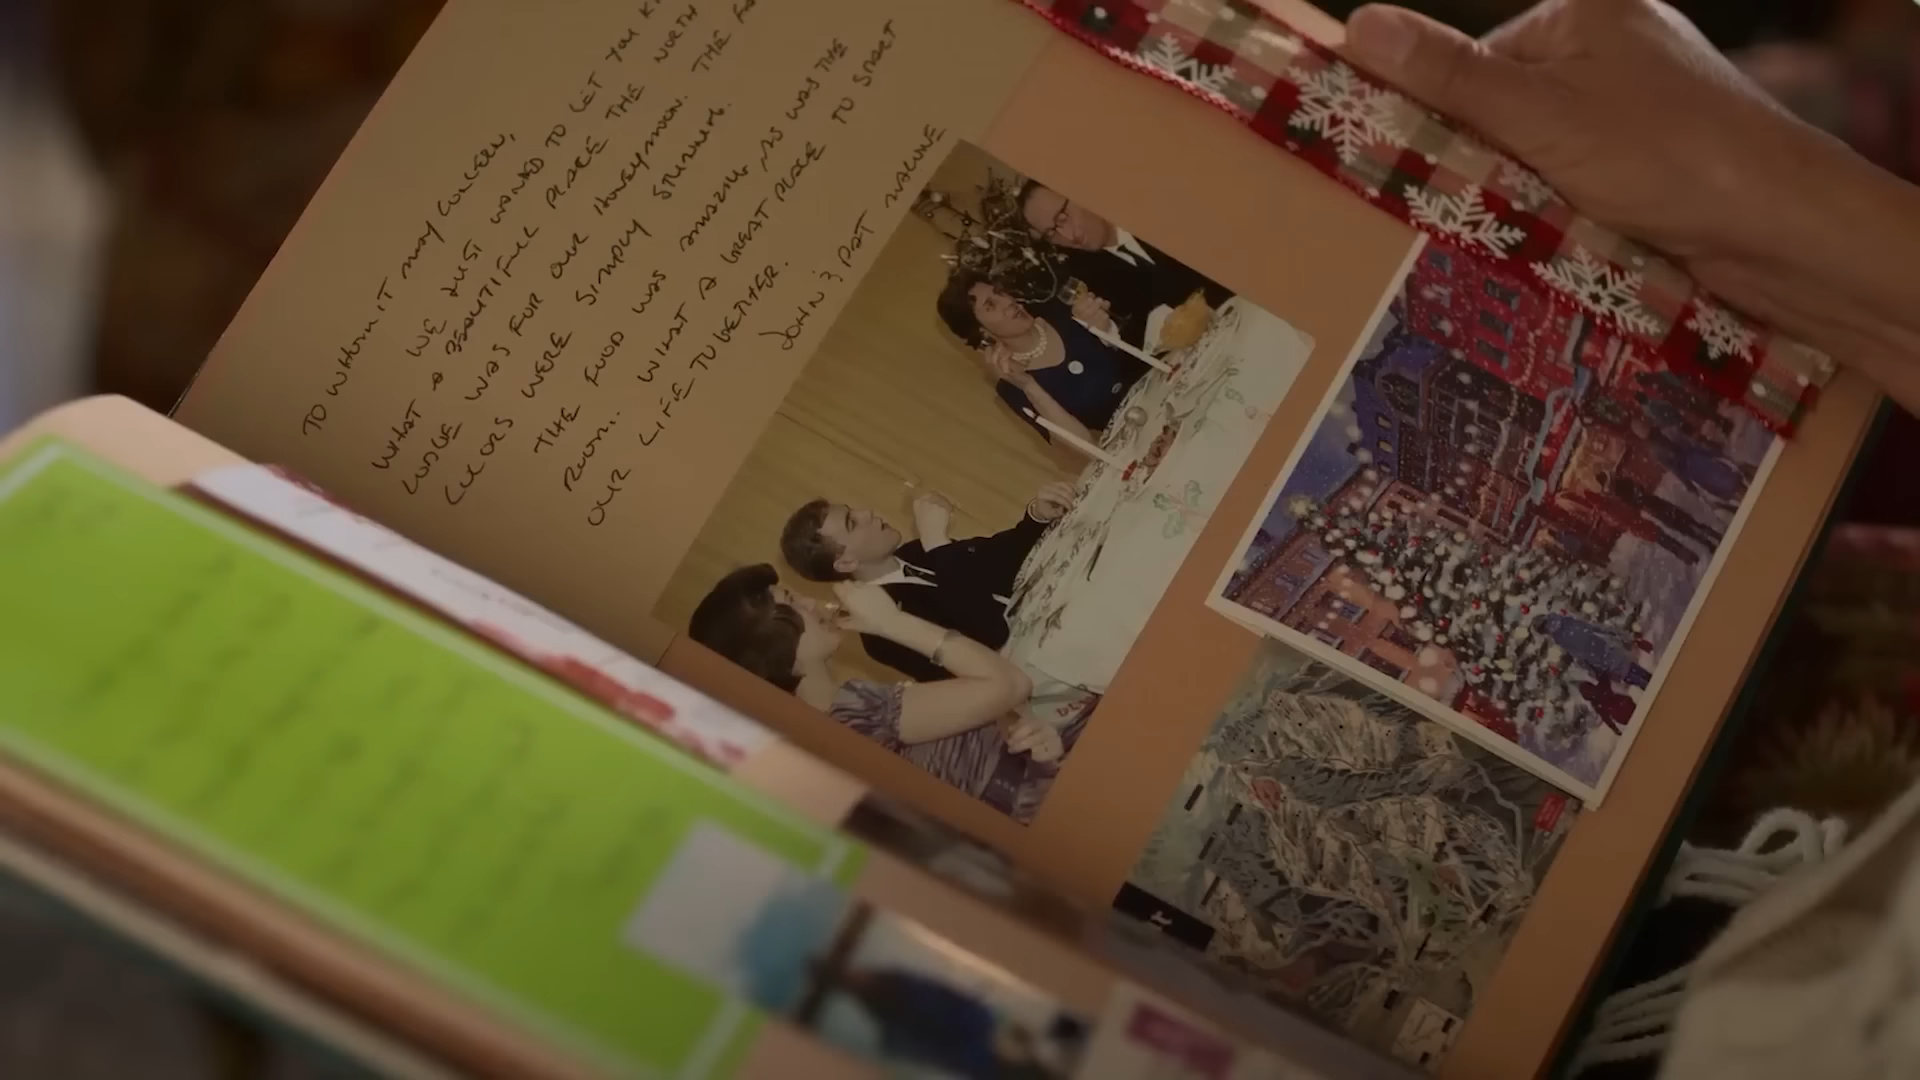 TO WHOM IT MAY CONCERN,
WE JUST WANTED TO LET YOU
WHAT A BEAUTIFUL PLACE THE NORTH
LODGE WAS FOR OUR HONEYMOON. THE
COLORS WERE SIMPLY STUNNING.
THE FOOD WAS AMAZING AS WAS THE
ROOM. WHAT A GREAT PLACE TO START
OUR LIFE TOGETHER.
JOHN & PAT MALONE